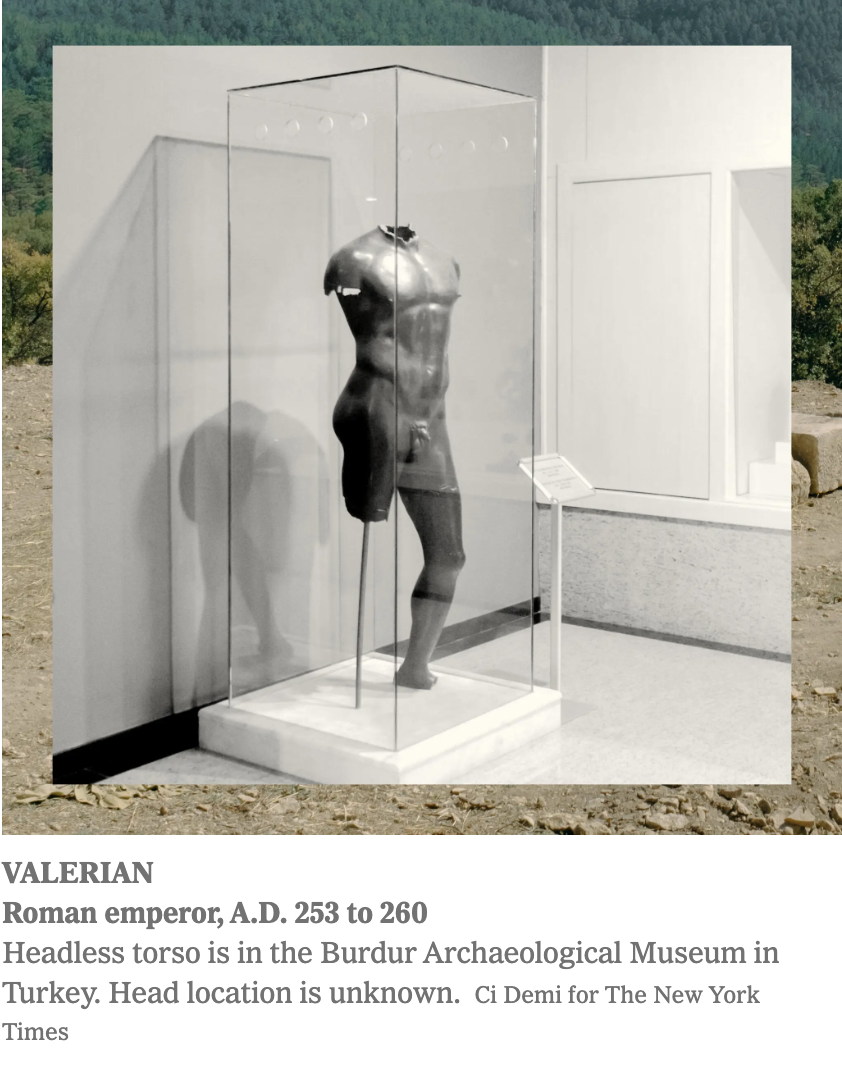 VALERIAN
Roman emperor, A.D. 253 to 260
Headless torso is in the Burdur Archaeological Museum in
Turkey. Head location is unknown. Ci Demi for The New York
Times